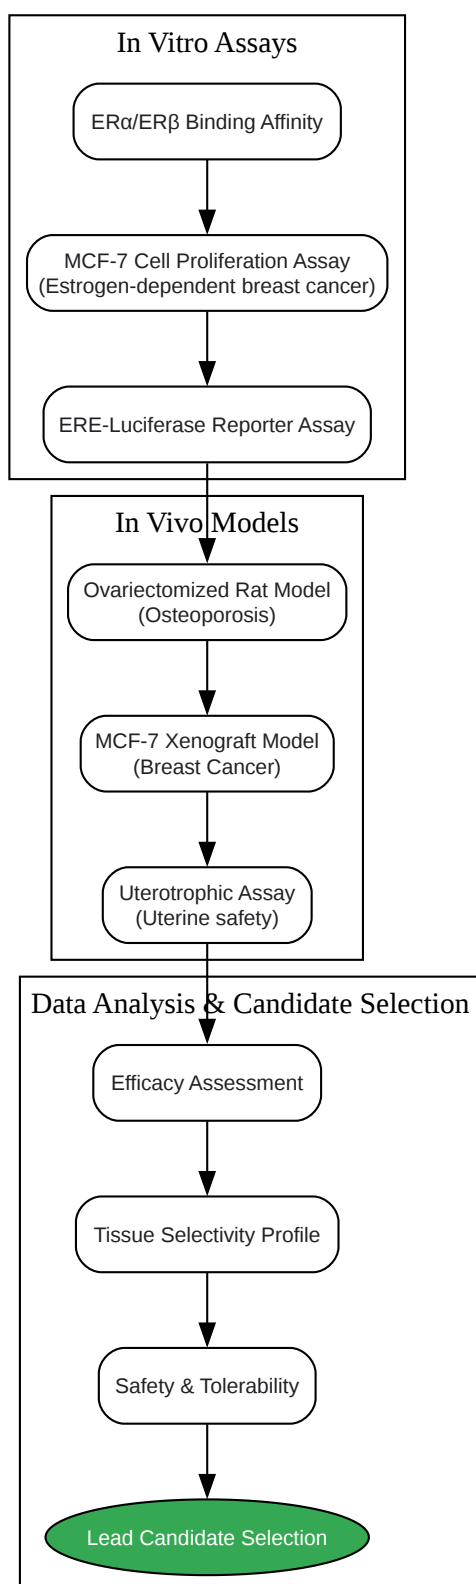 In Vitro Assays
ERα/ERβ Binding Affinity
MCF-7 Cell Proliferation Assay
(Estrogen-dependent breast cancer)
ERE-Luciferase Reporter Assay
In Vivo Models
Ovariectomized Rat Model
(Osteoporosis)
MCF-7 Xenograft Model
(Breast Cancer)
Uterotrophic Assay
(Uterine safety)
Data Analysis & Candidate Selection
Efficacy Assessment
Tissue Selectivity Profile
Safety & Tolerability
Lead Candidate Selection